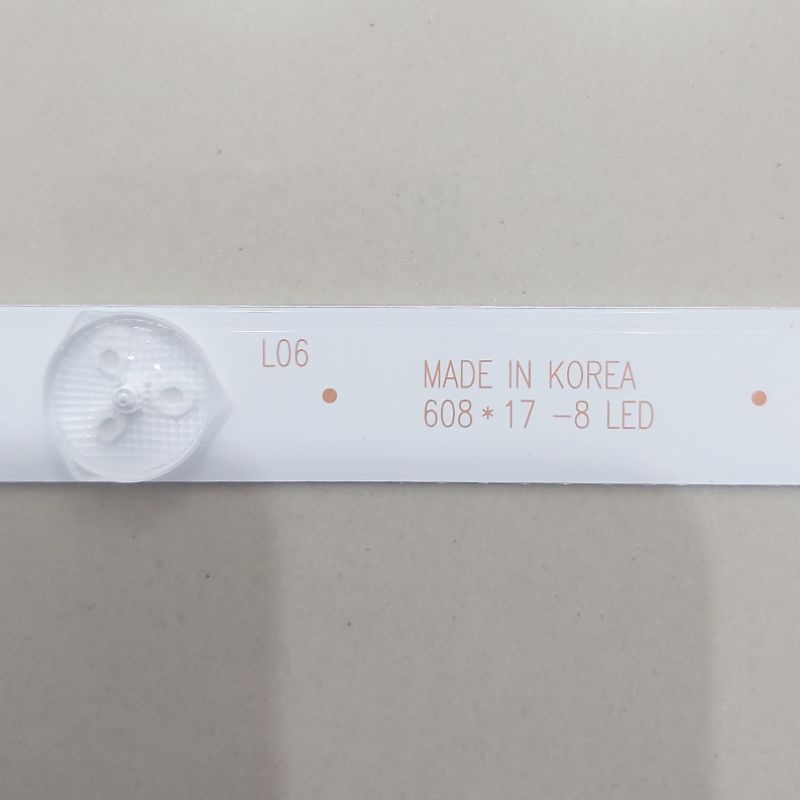 L06
MADE IN KOREA
608*17 -8 LED